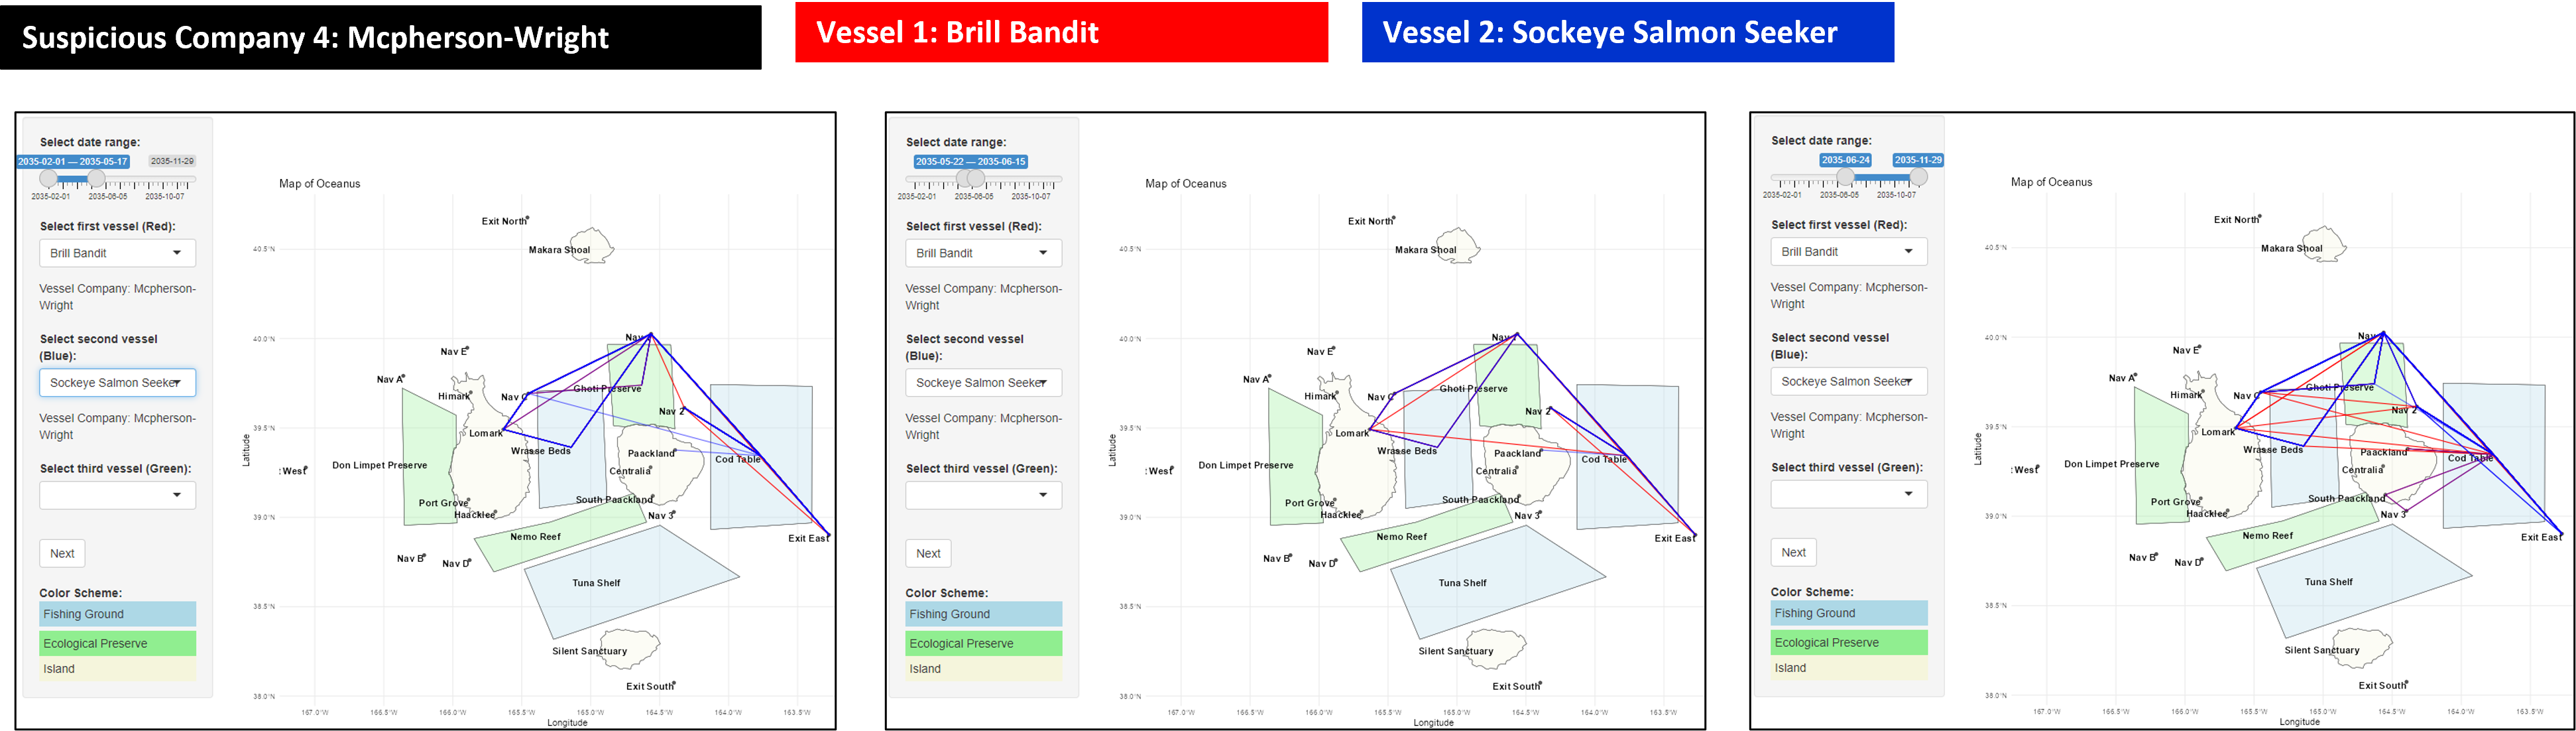 Suspicious Company 4: Mcpherson-Wright
Vessel 1: Brill Bandit
Vessel 2: Sockeye Salmon Seeker
Select date range:
2035-02-01 — 2035-05-17
2035-11-29
2035-02-01
2035-06-05
2035-10-07
Select first vessel (Red):
Brill Bandit
Vessel Company: Mcpherson-
Wright
Select second vessel
(Blue):
Sockeye Salmon Seeker
Vessel Company: Mcpherson-
Wright
Select third vessel (Green):
Next
Color Scheme:
Fishing Ground
Ecological Preserve
Island
Map of Oceanus
Exit North
40.5°N
Makara Shoal
Nav
40.0°N
Nav E
Nav A
Himark
Nav C
Ghoti Preserve
Nav 2
39.5°N
Lomark
Wrasse Beds
Paackland
Cod Table
: West
Don Limpet Preserve
Centralia
Port Grove
South Paackland
Haacklee
Nav 3
39.0°N
Nemo Reef
Exit East
Nav B
Nav D
Tuna Shelf
38.5°N
Silent Sanctuary
Exit South
38.0°N
167.0°W
166.5°W
166.0°W
165.5°W
165.0°W
164.5°W
164.0°W
163.5°W
Longitude
Latitude
Select date range:
2035-05-22 — 2035-06-15
2035-02-01
2035-06-05
2035-10-07
Select first vessel (Red):
Brill Bandit
Vessel Company: Mcpherson-
Wright
Select second vessel
(Blue):
Sockeye Salmon Seeker
Vessel Company: Mcpherson-
Wright
Select third vessel (Green):
Next
Color Scheme:
Fishing Ground
Ecological Preserve
Island
Map of Oceanus
Exit North
40.5°N
Makara Shoal
Nav
40.0°N
Nav E
Nav A
Himark
Nav C
Ghoti Preserve
Nav 2
39.5°N
Lomark
Wrasse Beds
Paackland
Cod Table
: West
Don Limpet Preserve
Centralia
Port Grove
South Paackland
Haacklee
Nav 3
39.0°N
Nemo Reef
Exit East
Nav B
Nav D
Tuna Shelf
38.5°N
Silent Sanctuary
Exit South
38.0°N
167.0°W
166.5°W
166.0°W
165.5°W
165.0°W
164.5°W
164.0°W
163.5°W
Longitude
Latitude
Select date range:
2035-06-24
2035-11-29
2035-02-01
2035-06-05
2035-10-07
Select first vessel (Red):
Brill Bandit
Vessel Company: Mcpherson-
Wright
Select second vessel
(Blue):
Sockeye Salmon Seeker
Vessel Company: Mcpherson-
Wright
Select third vessel (Green):
Next
Color Scheme:
Fishing Ground
Ecological Preserve
Island
Map of Oceanus
Exit North
40.5°N
Makara Shoal
Nav
40.0°N
Nav E
Nav A
Himark
Nav C
Ghoti Preserve
Nav 2
39.5°N
Lomark
Wrasse Beds
Paackland
Cod Table
: West
Don Limpet Preserve
Centralia
Port Grove
South Paackland
Haacklee
Nav 3
39.0°N
Nemo Reef
Exit East
Nav B
Nav D
Tuna Shelf
38.5°N
Silent Sanctuary
Exit South
38.0°N
167.0°W
166.5°W
166.0°W
165.5°W
165.0°W
164.5°W
164.0°W
163.5°W
Longitude
Latitude